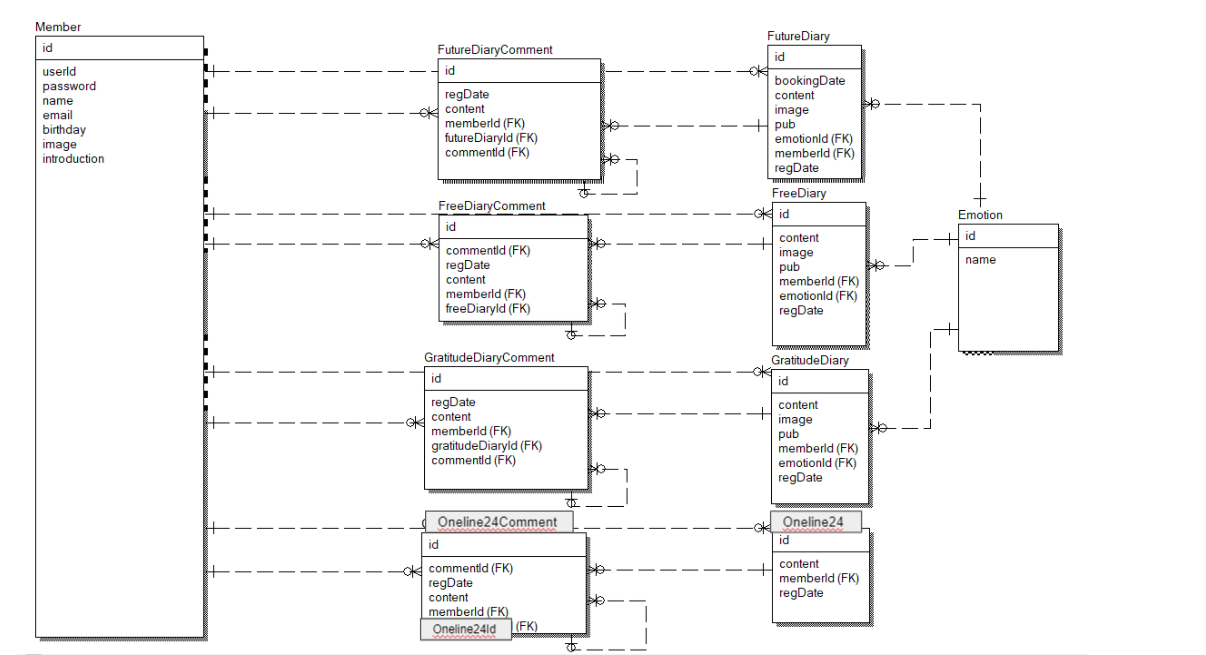 Member
id
userId
password
name
email
birthday
image
introduction
FutureDiaryComment
id
regDate
content
memberId (FK)
futureDiaryId (FK)
commentId (FK)
FutureDiary
id
bookingDate
content
image
pub
emotionId (FK)
memberId (FK)
regDate
FreeDiaryComment
id
commentId (FK)
regDate
content
memberId (FK)
freeDiaryId (FK)
FreeDiary
id
content
image
pub
memberId (FK)
emotionId (FK)
regDate
Emotion
id
name
GratitudeDiaryComment
id
regDate
content
memberId (FK)
gratitudeDiaryId (FK)
commentId (FK)
GratitudeDiary
id
content
image
pub
memberId (FK)
emotionId (FK)
regDate
Oneline24Comment
id
commentId (FK)
regDate
content
memberId (FK)
Oneline24Id (FK)
Oneline24
id
content
memberId (FK)
regDate